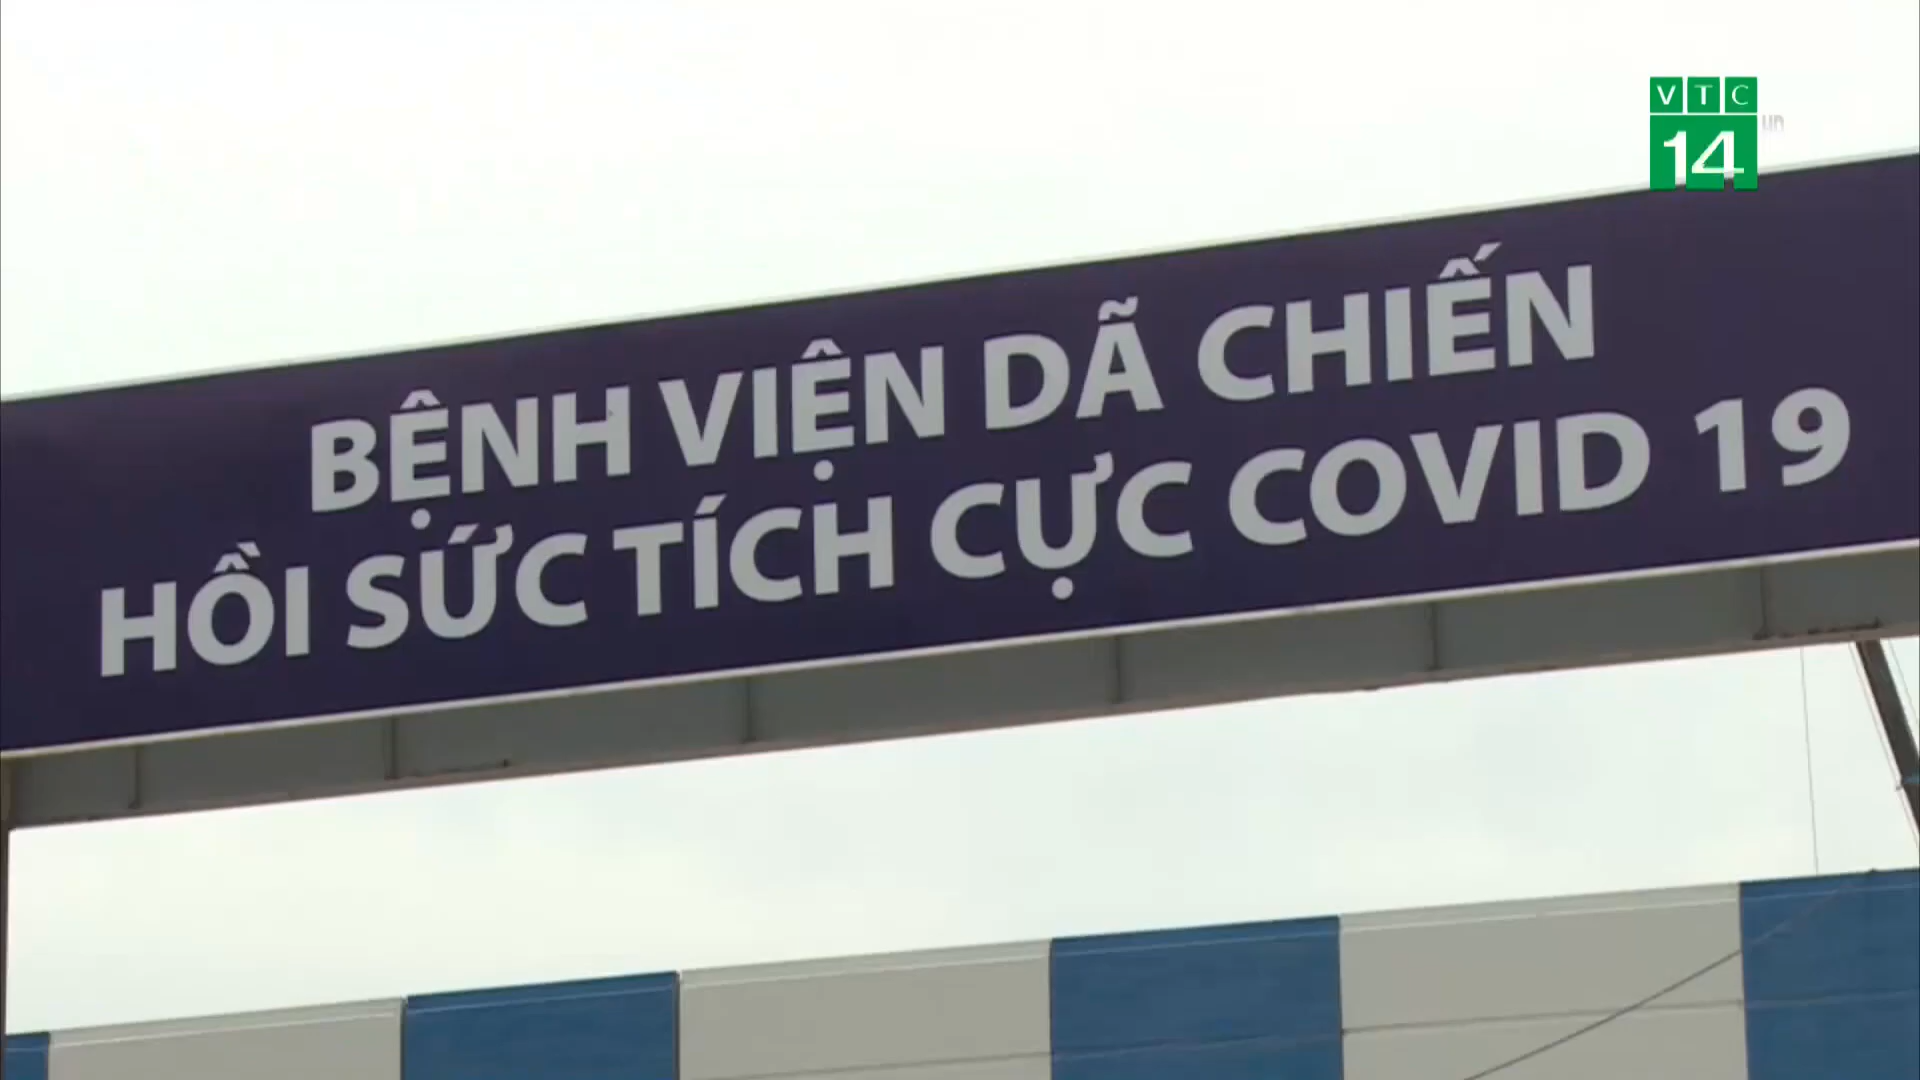 VTC
14
BỆNH VIỆN DÃ CHIẾN
HỒI SỨC TÍCH CỰC COVID 19